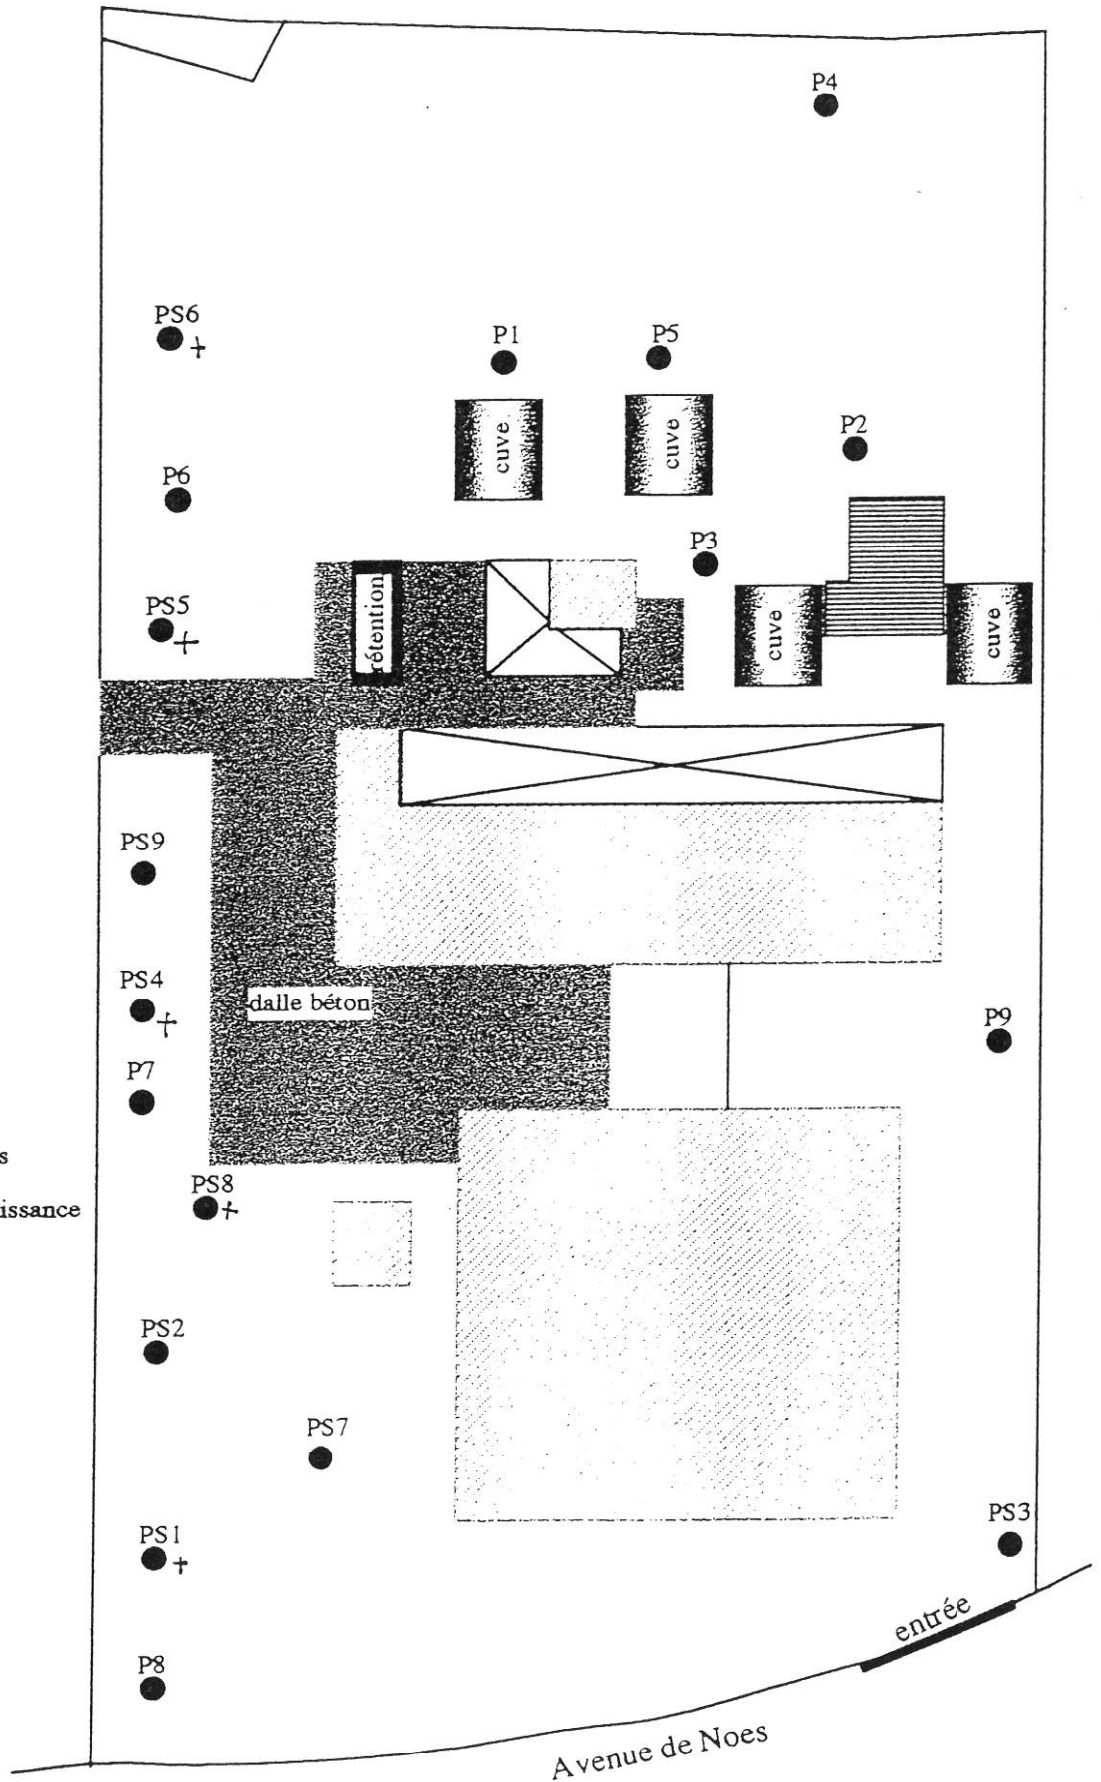 P4
PS6
P1
P5
cuve
cuve
P2
P6
P3
PS5
rétention
cuve
cuve
PS9
PS4
dalle béton
P9
P7
s
issance
PS8
PS2
PS7
PS3
PS1
entrée
P8
Avenue de Noes